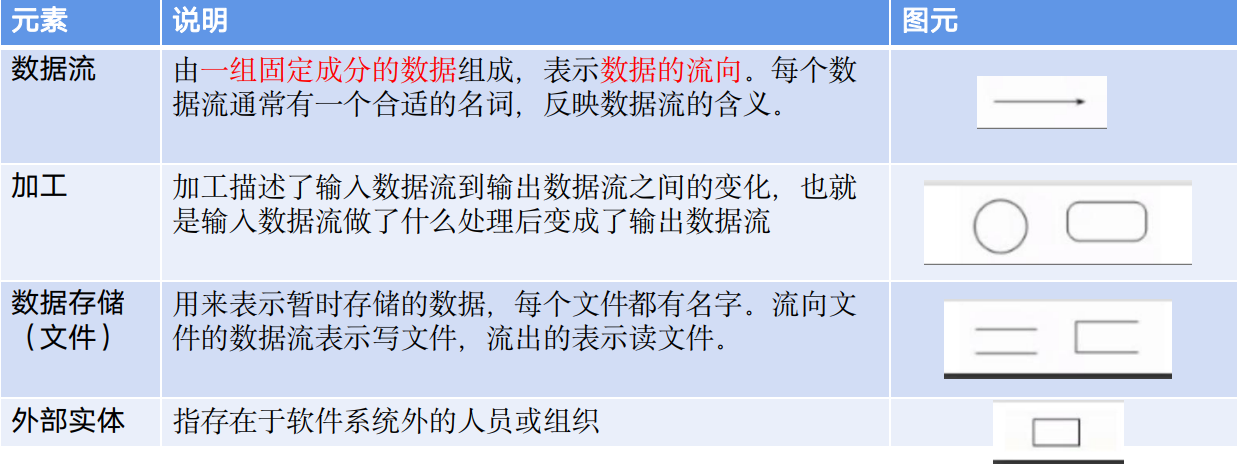 元素 说明 图元
数据流 由一组固定成分的数据组成，表示数据的流向。每个数
据流通常有一个合适的名词，反映数据流的含义。
加工 加工描述了输入数据流到输出数据流之间的变化，也就
是输入数据流做了什么处理后变成了输出数据流
数据存储 用来表示暂时存储的数据，每个文件都有名字。流向文
（文件） 件的数据流表示写文件，流出的表示读文件。
外部实体 指存在于软件系统外的人员或组织